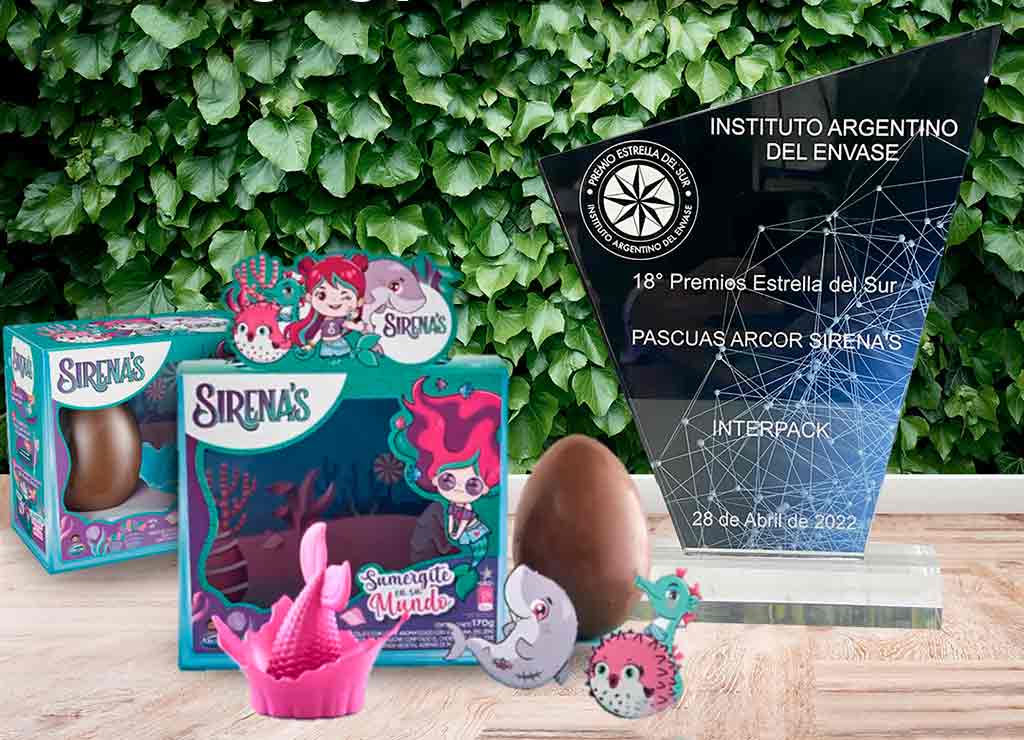 INSTITUTO ARGENTINO
DEL ENVASE
PREMIO ESTRELLA DEL SUR
INSTITUTO ARGENTINO DEL ENVASE
18° Premios Estrella del Sur
PASCUAS ARCOR SIRENA'S
INTERPACK
28 de Abril de 2022
SIRENA'S
SIRENA'S
SIRENA'S
Sumergite
en su
Mundo
170g